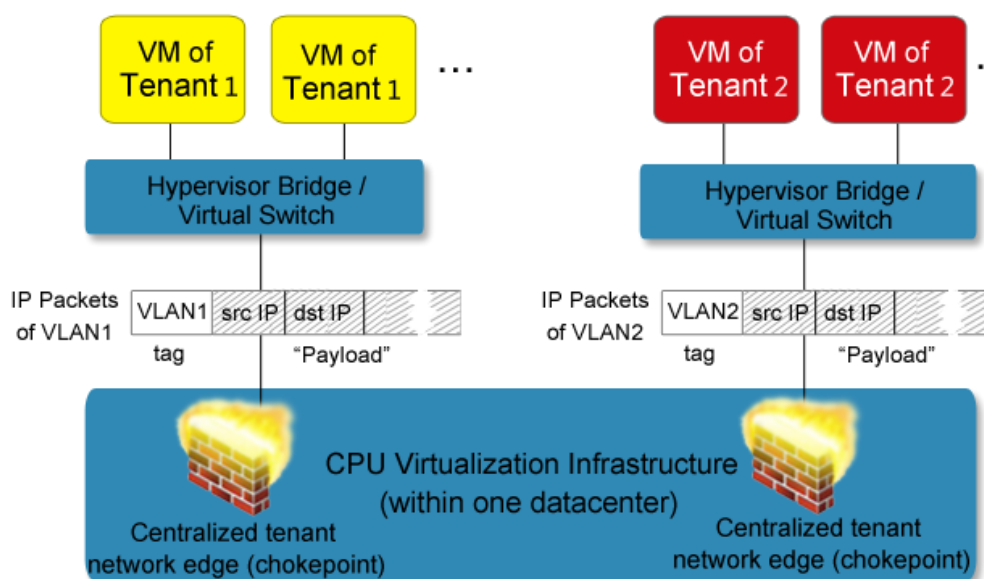 VM of
Tenant 1
VM of
Tenant 1
...
VM of
Tenant 2
VM of
Tenant 2
.
Hypervisor Bridge /
Virtual Switch
Hypervisor Bridge /
Virtual Switch
IP Packets
of VLAN1
VLAN1
src IP
dst IP
tag
“Payload”
IP Packets
of VLAN2
VLAN2
src IP
dst IP
tag
“Payload”
CPU Virtualization Infrastructure
(within one datacenter)
Centralized tenant
network edge (chokepoint)
Centralized tenant
network edge (chokepoint)